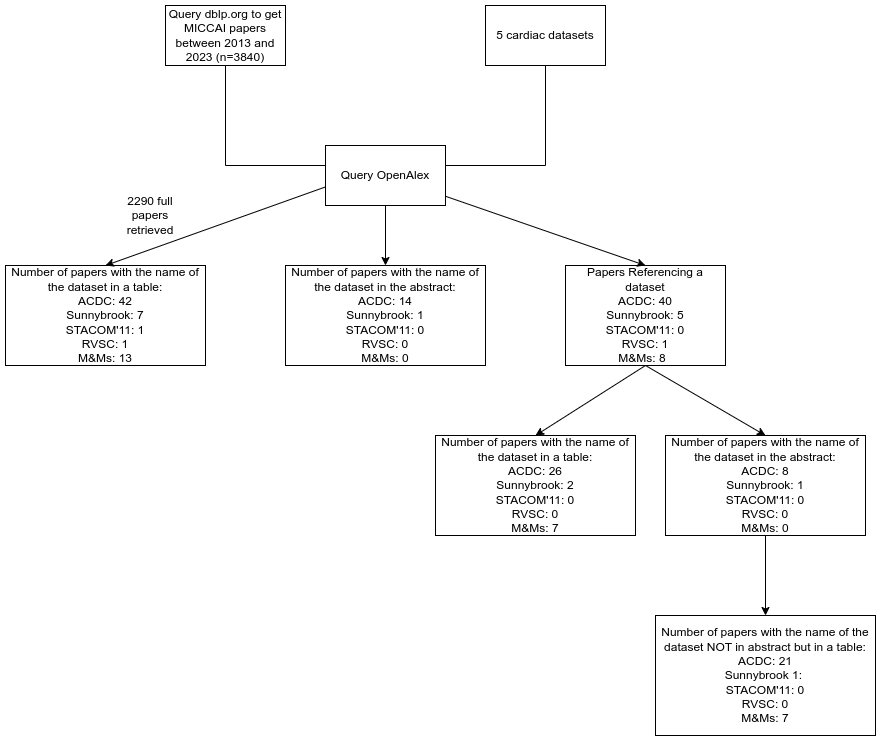 Query dblp.org to get
MICCAI papers
between 2013 and
2023 (n=3840)
5 cardiac datasets
Query OpenAlex
2290 full
papers
retrieved
Number of papers with the name of
the dataset in a table:
ACDC: 42
Sunnybrook: 7
STACOM'11: 1
RVSC: 1
M&Ms: 13
Number of papers with the name of
the dataset in the abstract:
ACDC: 14
Sunnybrook: 1
STACOM'11: 0
RVSC: 0
M&Ms: 0
Papers Referencing a
dataset
ACDC: 40
Sunnybrook: 5
STACOM'11: 0
RVSC: 1
M&Ms: 8
Number of papers with the name of
the dataset in a table:
ACDC: 26
Sunnybrook: 2
STACOM'11: 0
RVSC: 0
M&Ms: 7
Number of papers with the name of
the dataset in the abstract:
ACDC: 8
Sunnybrook: 1
STACOM'11: 0
RVSC: 0
M&Ms: 0
Number of papers with the name of the
dataset NOT in abstract but in a table:
ACDC: 21
Sunnybrook 1:
STACOM'11: 0
RVSC: 0
M&Ms: 7